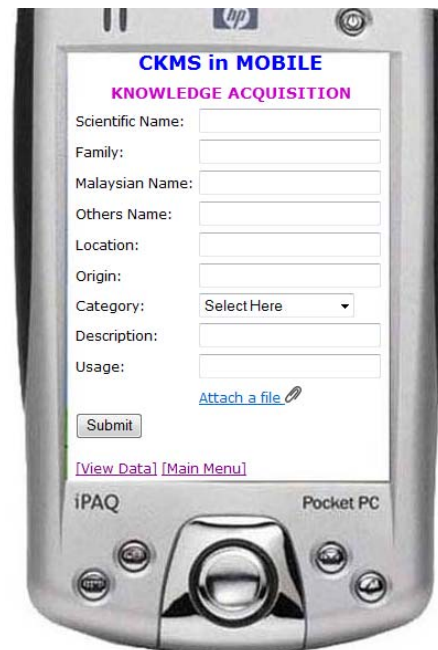 hp
CKMS in MOBILE
KNOWLEDGE ACQUISITION
Scientific Name:
Family:
Malaysian Name:
Others Name:
Location:
Origin:
Category: Select Here
Description:
Usage:
Attach a file
Submit
[View Data] [Main Menu]
iPAQ Pocket PC